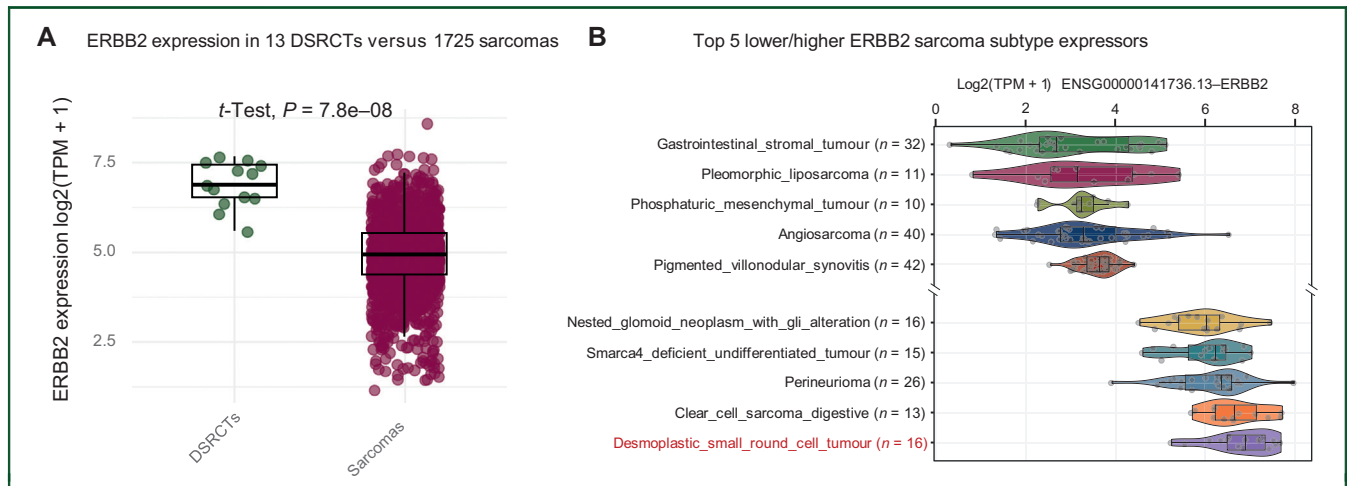 A ERBB2 expression in 13 DSRCTs versus 1725 sarcomas
ERBB2 expression log2(TPM + 1)
t-Test, P = 7.8e–08
7.5
5.0
2.5
DSRCTs
Sarcomas
B Top 5 lower/higher ERBB2 sarcoma subtype expressors
Log2(TPM + 1) ENSG00000141736.13–ERBB2
0 2 4 6 8
Gastrointestinal_stromal_tumour (n = 32)
Pleomorphic_liposarcoma (n = 11)
Phosphaturic_mesenchymal_tumour (n = 10)
Angiosarcoma (n = 40)
Pigmented_villonodular_synovitis (n = 42)
Nested_glomoid_neoplasm_with_gli_alteration (n = 16)
Smarca4_deficient_undifferentiated_tumour (n = 15)
Perineurioma (n = 26)
Clear_cell_sarcoma_digestive (n = 13)
Desmoplastic_small_round_cell_tumour (n = 16)